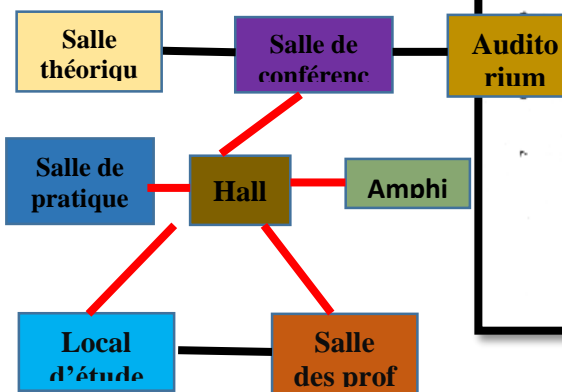 Salle
théoriqu
Salle de
conférenc
Audito
rium
Salle de
pratique
Hall
Amphi
Local
d'étude
Salle
des prof